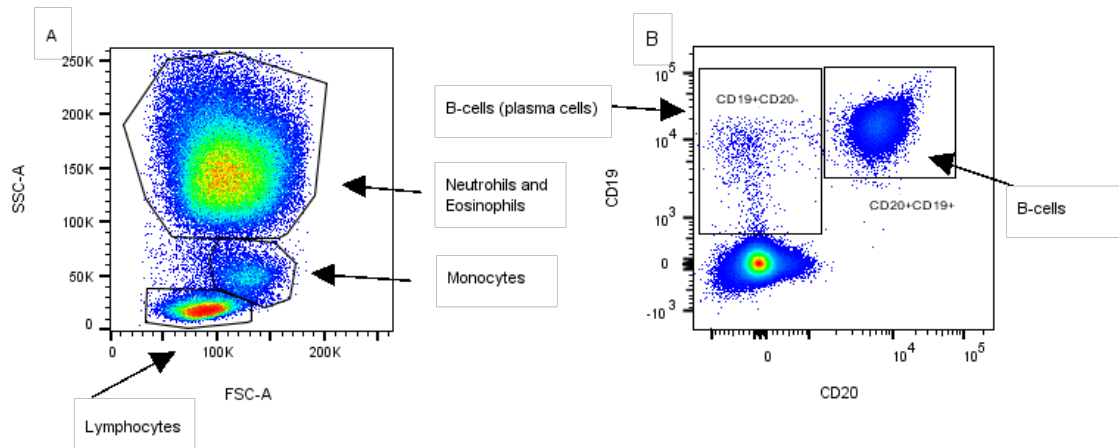 A
250K
200K
150K
100K
50K
0
SSC-A
0
100K
200K
FSC-A
Lymphocytes
Neutrohils and
Eosinophills
Monocytes
B-cells (plasma cells)
B
CD19+CD20-
10^5
10^4
10^3
0
-10^3
CD19
0
10^4
10^5
CD20
CD20+CD19+
B-cells